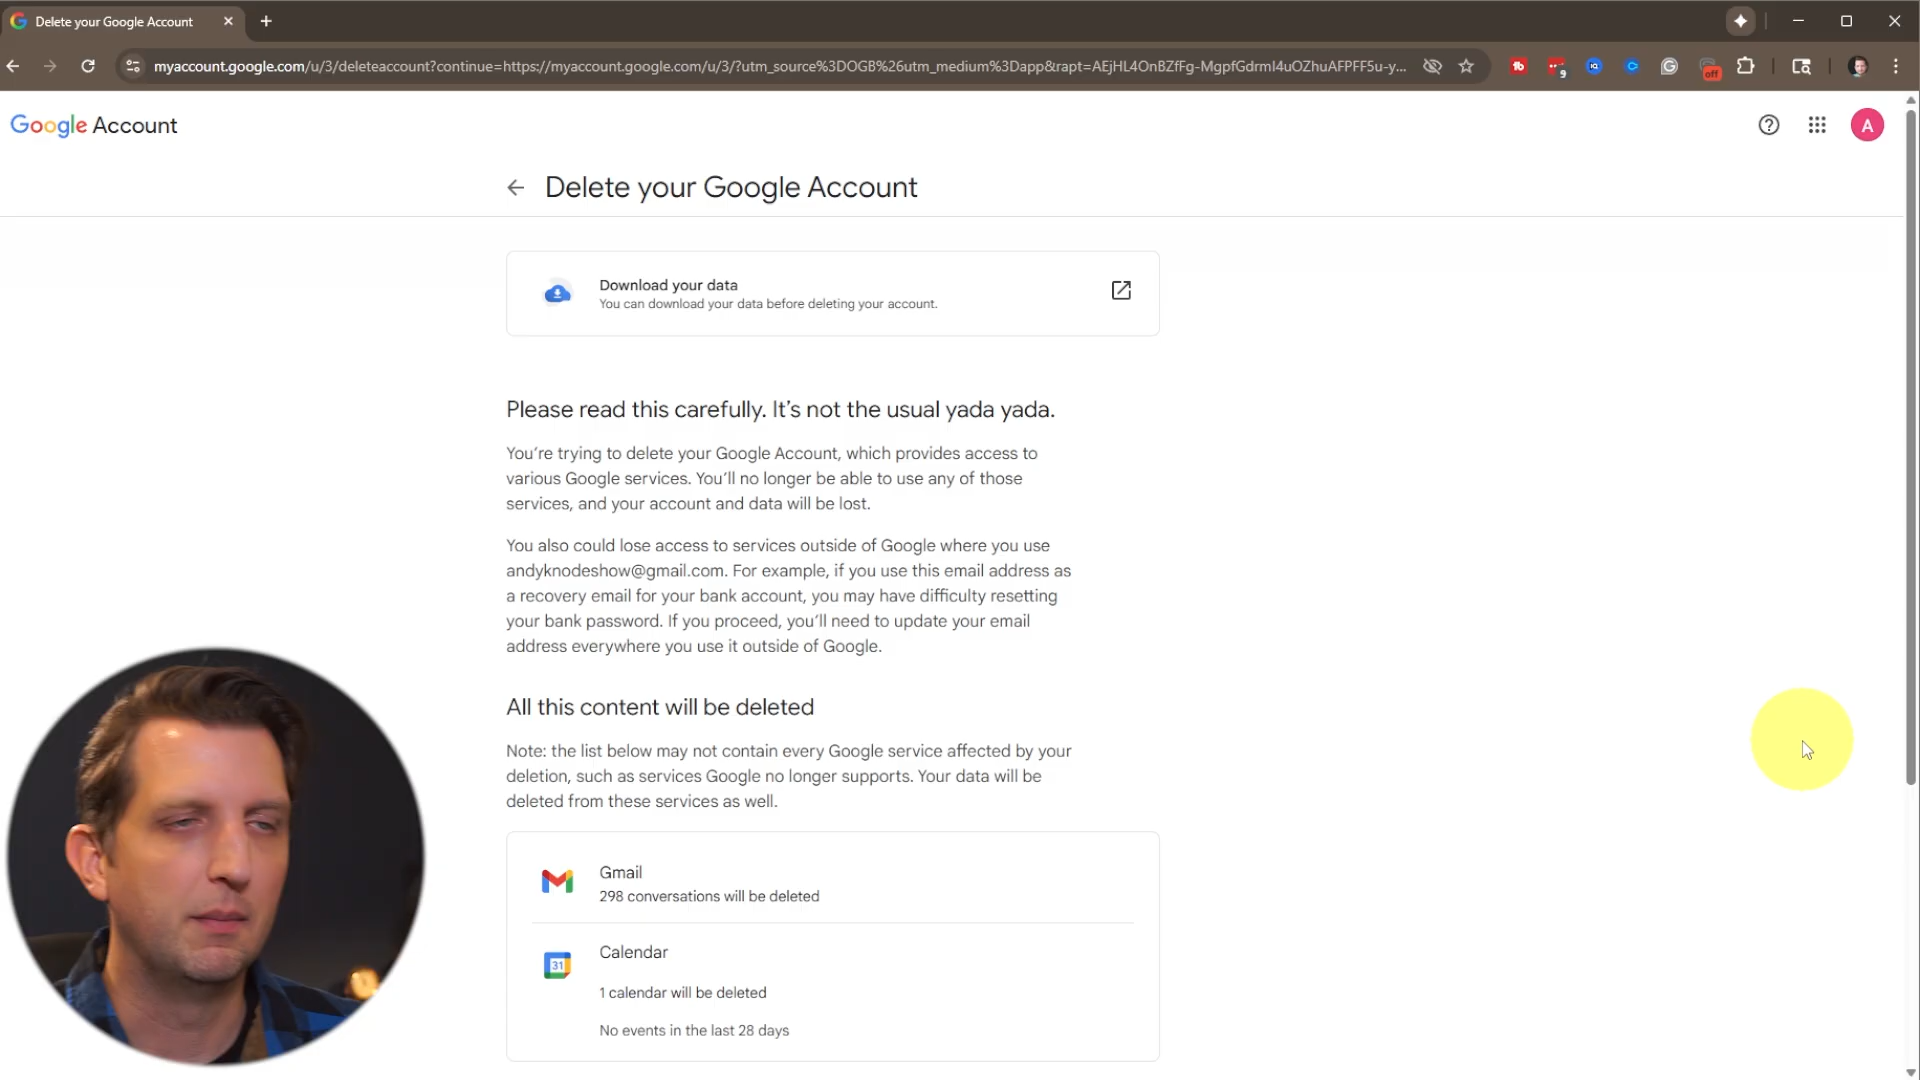 Delete your Google Account
myaccount.google.com/u/3/deleteaccount?continue=https://myaccount.google.com/u/3/?utm_source%3DOGB%26utm_medium%3Dapp&rapt=AEjHL4OnBZfFg-MgpfGdrmI4uOZhuAFPFF5u-y...
9
off
Google Account
A
Delete your Google Account
Download your data
You can download your data before deleting your account.
Please read this carefully. It’s not the usual yada yada.
You’re trying to delete your Google Account, which provides access to
various Google services. You’ll no longer be able to use any of those
services, and your account and data will be lost.
You also could lose access to services outside of Google where you use
andyknodeshow@gmail.com. For example, if you use this email address as
a recovery email for your bank account, you may have difficulty resetting
your bank password. If you proceed, you’ll need to update your email
address everywhere you use it outside of Google.
All this content will be deleted
Note: the list below may not contain every Google service affected by your
deletion, such as services Google no longer supports. Your data will be
deleted from these services as well.
Gmail
298 conversations will be deleted
31
Calendar
1 calendar will be deleted
No events in the last 28 days